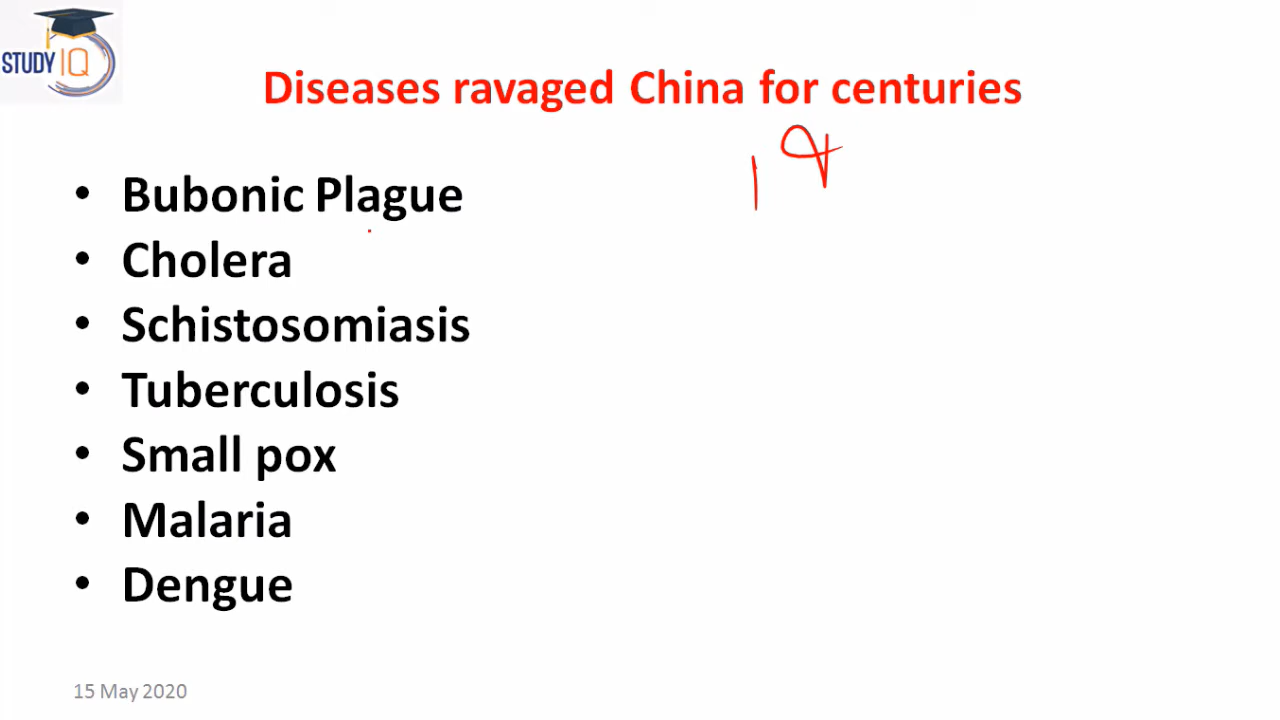 STUDY IQ
Diseases ravaged China for centuries
• Bubonic Plague
• Cholera
• Schistosomiasis
• Tuberculosis
• Small pox
• Malaria
• Dengue
15 May 2020